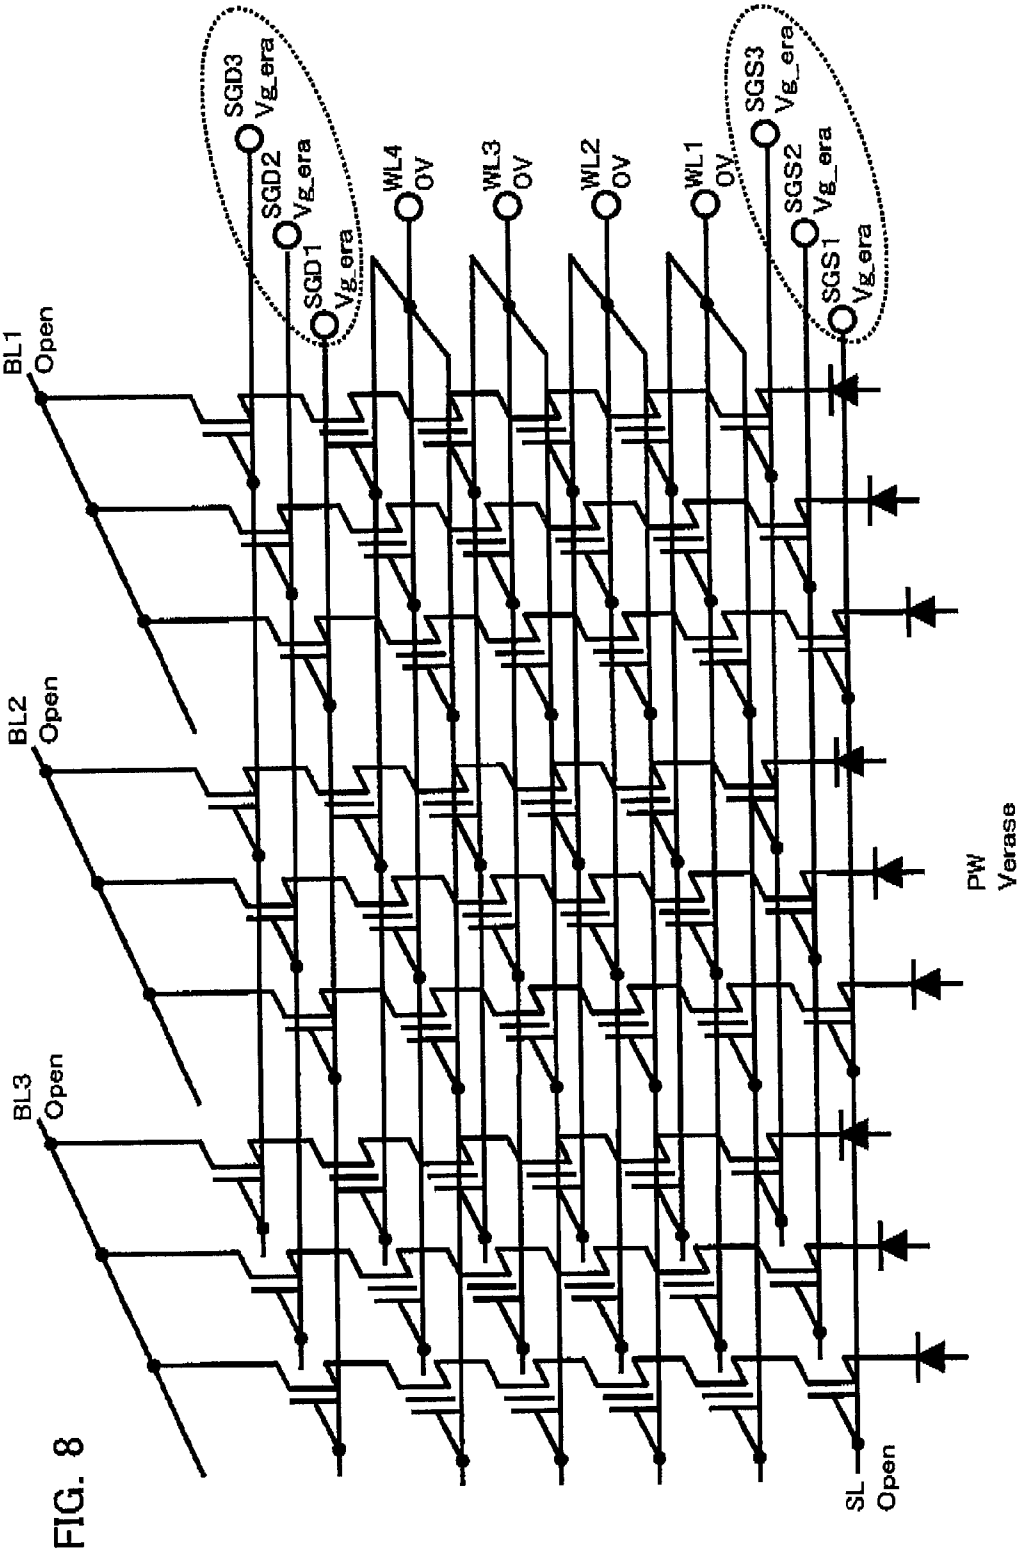 FIG. 8
BL1
Open
BL2
Open
BL3
Open
SGD3
Vg_era
SGD2
Vg_era
SGD1
Vg_era
WL4
0V
WL3
0V
WL2
0V
WL1
0V
SGS3
Vg_era
SGS2
Vg_era
SGS1
Vg_era
SL
Open
PW
Verase